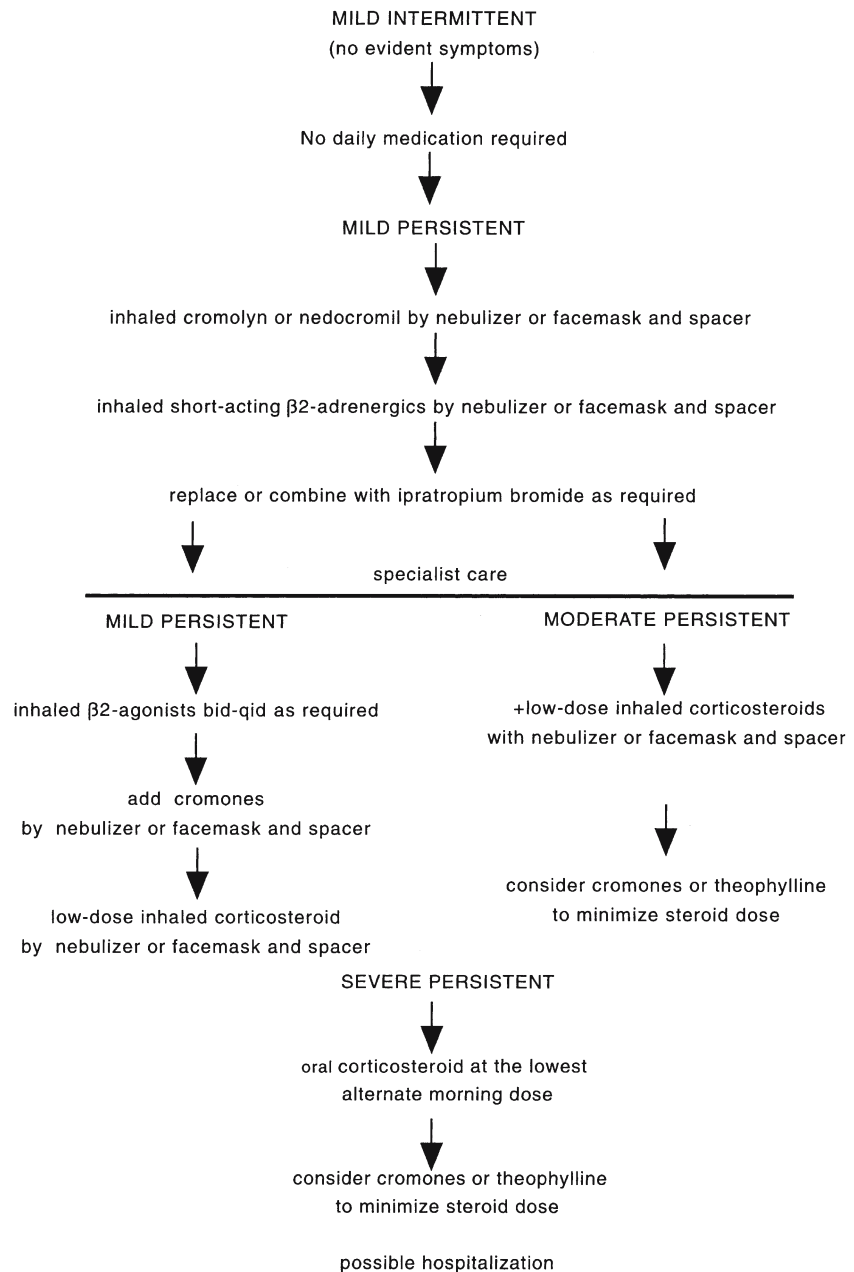 MILD INTERMITTENT
(no evident symptoms)
No daily medication required
MILD PERSISTENT
inhaled cromolyn or nedocromil by nebulizer or facemask and spacer
inhaled short-acting β2-adrenergics by nebulizer or facemask and spacer
replace or combine with ipratropium bromide as required
specialist care
MILD PERSISTENT
inhaled β2-agonists bid-qid as required
add cromones
by nebulizer or facemask and spacer
low-dose inhaled corticosteroid
by nebulizer or facemask and spacer
MODERATE PERSISTENT
+low-dose inhaled corticosteroids
with nebulizer or facemask and spacer
consider cromones or theophylline
to minimize steroid dose
SEVERE PERSISTENT
oral corticosteroid at the lowest
alternate morning dose
consider cromones or theophylline
to minimize steroid dose
possible hospitalization